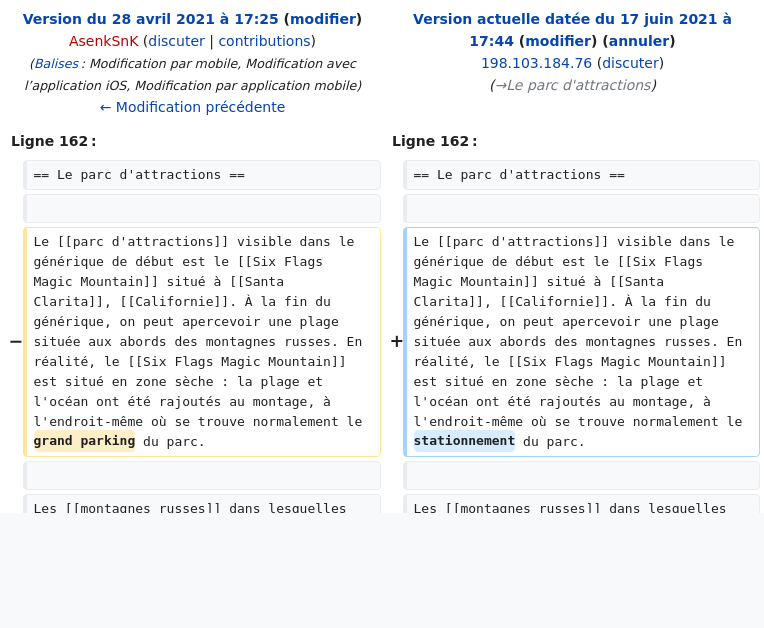 Version du 28 avril 2021 à 17:25 (modifier)
AsenkSnK (discuter | contributions)
(Balises : Modification par mobile, Modification avec
l’application iOS, Modification par application mobile)
← Modification précédente
Version actuelle datée du 17 juin 2021 à
17:44 (modifier) (annuler)
198.103.184.76 (discuter)
(→Le parc d'attractions)
Ligne 162 :
Ligne 162 :
== Le parc d'attractions ==
== Le parc d'attractions ==
−
Le [[parc d'attractions]] visible dans le
générique de début est le [[Six Flags
Magic Mountain]] situé à [[Santa
Clarita]], [[Californie]]. À la fin du
générique, on peut apercevoir une plage
située aux abords des montagnes russes. En
réalité, le [[Six Flags Magic Mountain]]
est situé en zone sèche : la plage et
l'océan ont été rajoutés au montage, à
l'endroit-même où se trouve normalement le
grand parking du parc.
+
Le [[parc d'attractions]] visible dans le
générique de début est le [[Six Flags
Magic Mountain]] situé à [[Santa
Clarita]], [[Californie]]. À la fin du
générique, on peut apercevoir une plage
située aux abords des montagnes russes. En
réalité, le [[Six Flags Magic Mountain]]
est situé en zone sèche : la plage et
l'océan ont été rajoutés au montage, à
l'endroit-même où se trouve normalement le
stationnement du parc.
Les [[montagnes russes]] dans lesquelles
Les [[montagnes russes]] dans lesquelles